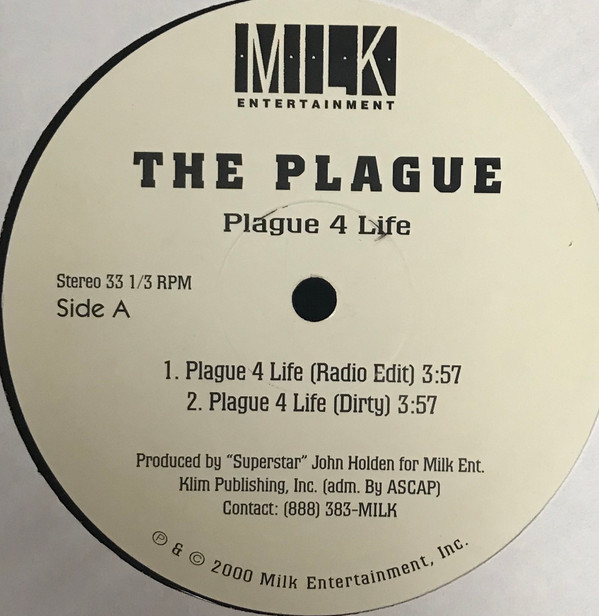 M.I.L.K
ENTERTAINMENT
THE PLAGUE
Plague 4 Life
Stereo 33 1/3 RPM
Side A
1. Plague 4 Life (Radio Edit) 3:57
2. Plague 4 Life (Dirty) 3:57
Produced by “Superstar” John Holden for Milk Ent.
Klim Publishing, Inc. (adm. By ASCAP)
Contact: (888) 383-MILK
℗ & © 2000 Milk Entertainment, Inc.